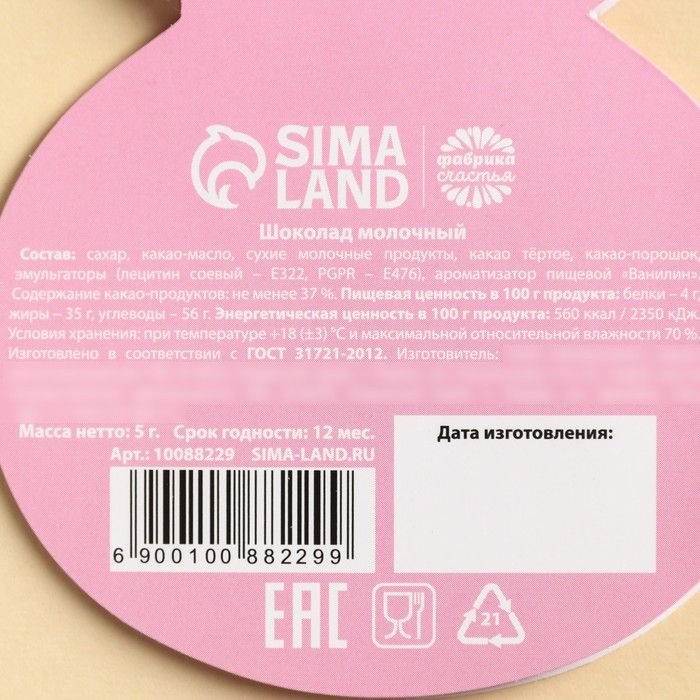 SIMA
LAND
фабрика
счастья
Шоколад молочный
Состав: сахар, какао-масло, сухие молочные продукты, какао тёртое, какао-порошок,
эмульгаторы (лецитин соевый – E322, PGPR – E476), ароматизатор пищевой «Ванилин».
Содержание какао-продуктов: не менее 37 %. Пищевая ценность в 100 г продукта: белки – 4 г,
жиры – 35 г, углеводы – 56 г. Энергетическая ценность в 100 г продукта: 560 ккал / 2350 кДж.
Условия хранения: при температуре +18 (±3) °С и максимальной относительной влажности 70 %.
Изготовлено в соответствии с ГОСТ 31721-2012. Изготовитель:
Масса нетто: 5 г. Срок годности: 12 мес.
Арт.: 10088229 SIMA-LAND.RU
Дата изготовления:
6 900100 882299
EAC
21